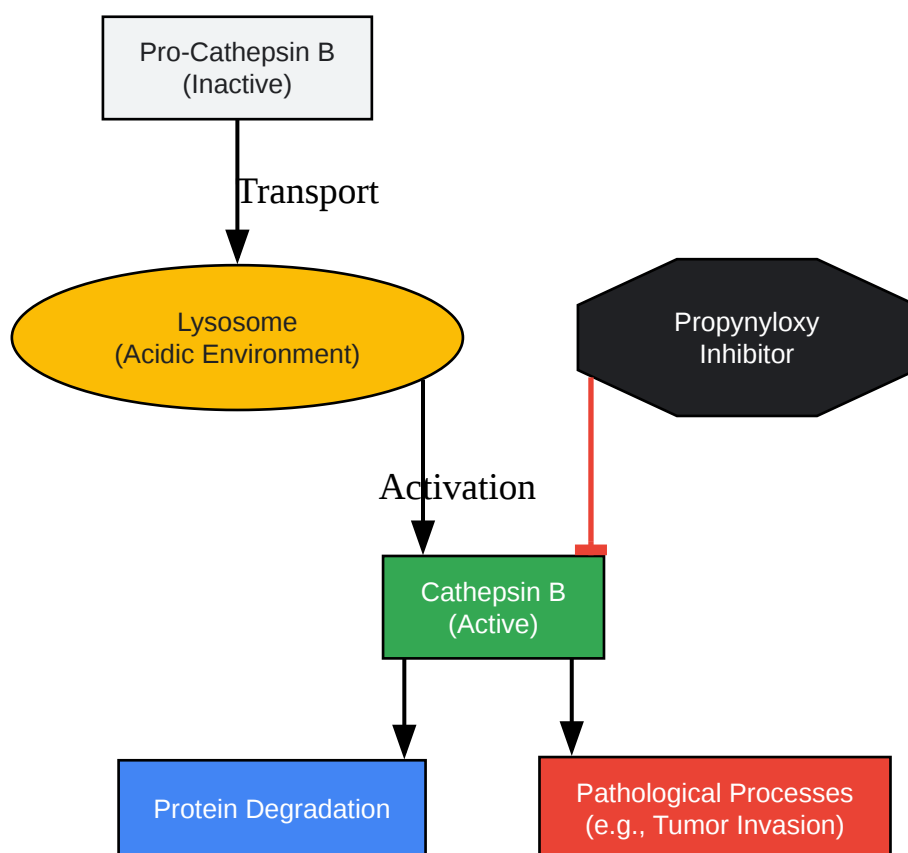 Pro-Cathepsin B
(Inactive)
Transport
Lysosome
(Acidic Environment)
Propynyloxy
Inhibitor
Activation
Cathepsin B
(Active)
Protein Degradation
Pathological Processes
(e.g., Tumor Invasion)